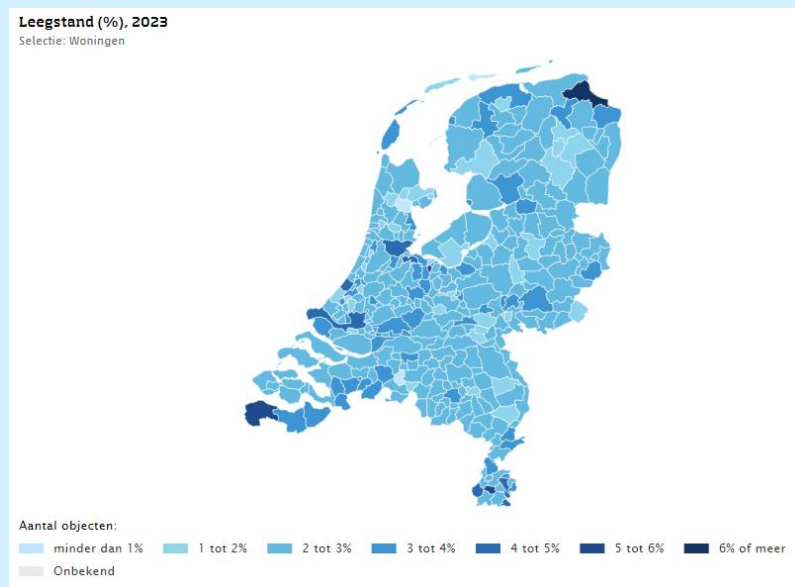 Leegstand (%), 2023
Selectie: Woningen
Aantal objecten:
minder dan 1%
1 tot 2%
2 tot 3%
3 tot 4%
4 tot 5%
5 tot 6%
6% of meer
Onbekend